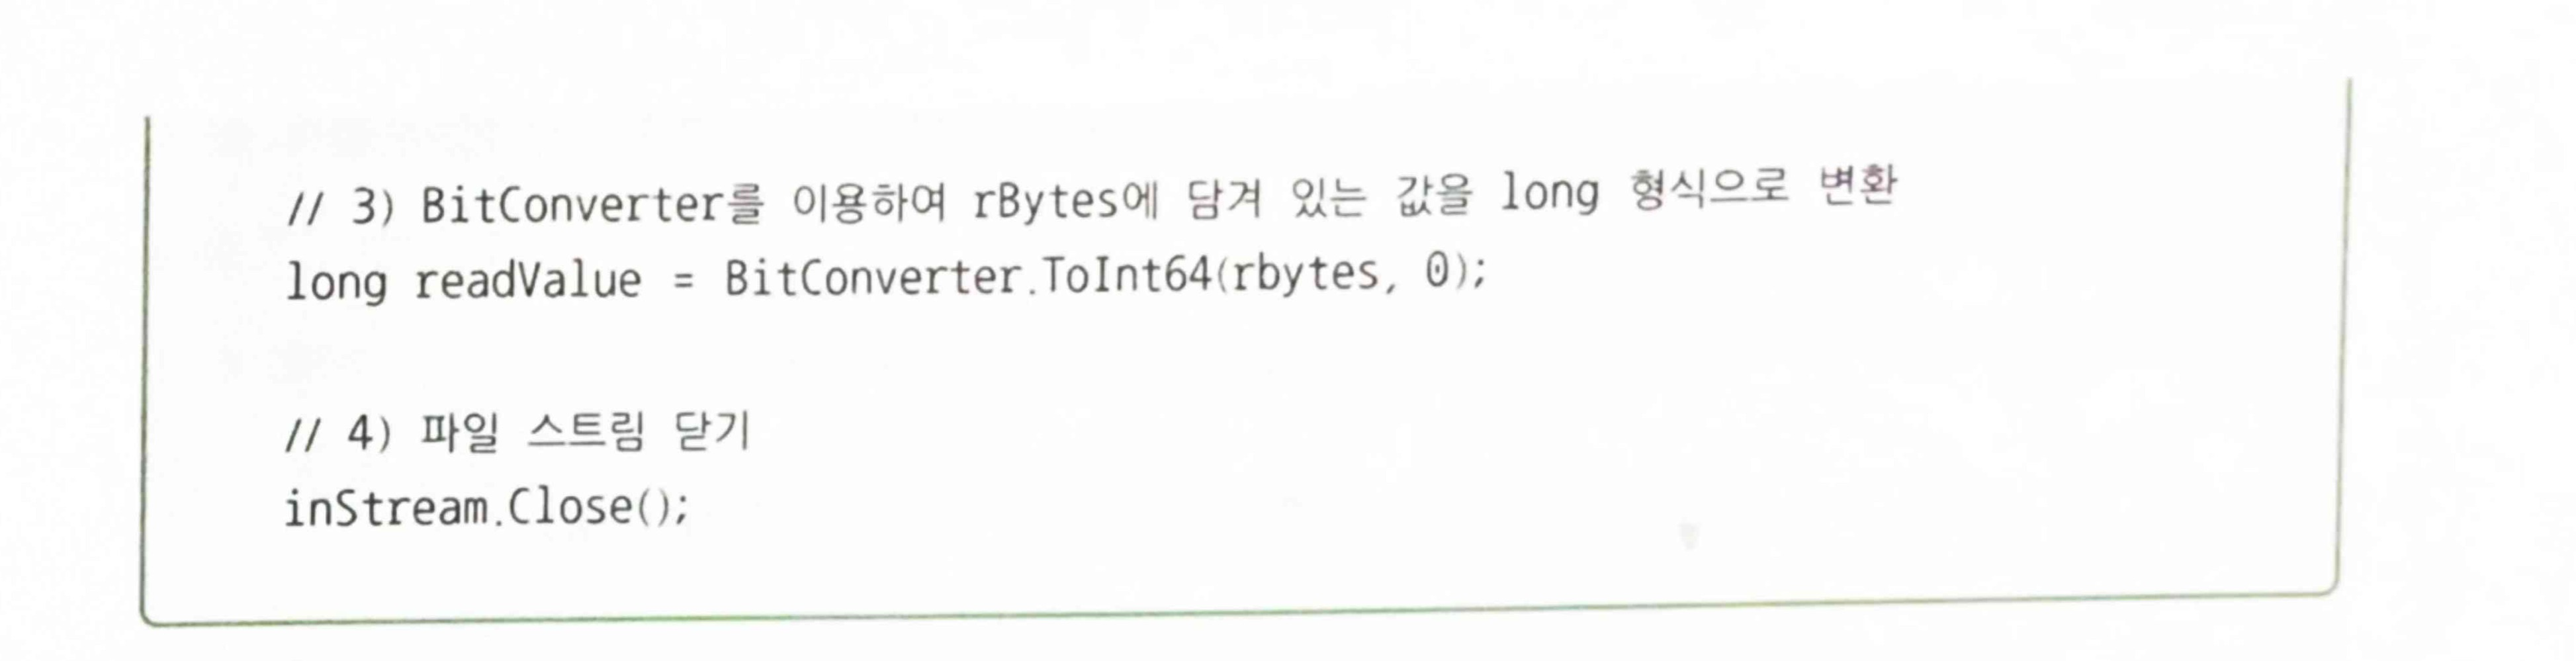 // 3) BitConverter를 이용하여 rBytes에 담겨 있는 값을 long 형식으로 변환
long readValue = BitConverter.ToInt64(rbytes, 0);
// 4) 파일 스트림 닫기
inStream.Close();